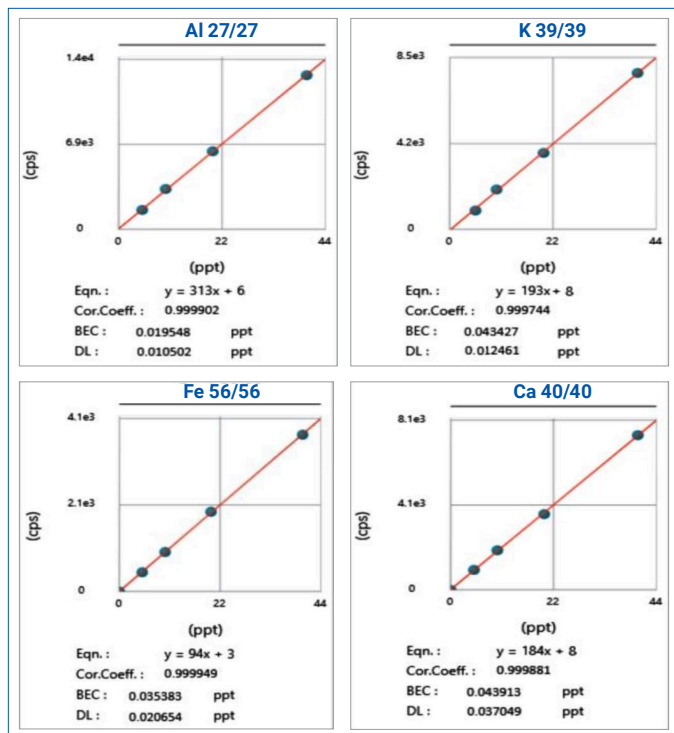 Al 27/27
1.4e4
6.9e3
0
(cps)
0 22 44
(ppt)
Eqn. : y = 313x + 6
Cor.Coeff. : 0.999902
BEC : 0.019548 ppt
DL : 0.010502 ppt
K 39/39
8.5e3
4.2e3
0
(cps)
0 22 44
(ppt)
Eqn. : y = 193x + 8
Cor.Coeff. : 0.999744
BEC : 0.043427 ppt
DL : 0.012461 ppt
Fe 56/56
4.1e3
2.1e3
0
(cps)
0 22 44
(ppt)
Eqn. : y = 94x + 3
Cor.Coeff. : 0.999949
BEC : 0.035383 ppt
DL : 0.020654 ppt
Ca 40/40
8.1e3
4.1e3
0
(cps)
0 22 44
(ppt)
Eqn. : y = 184x + 8
Cor.Coeff. : 0.999881
BEC : 0.043913 ppt
DL : 0.037049 ppt